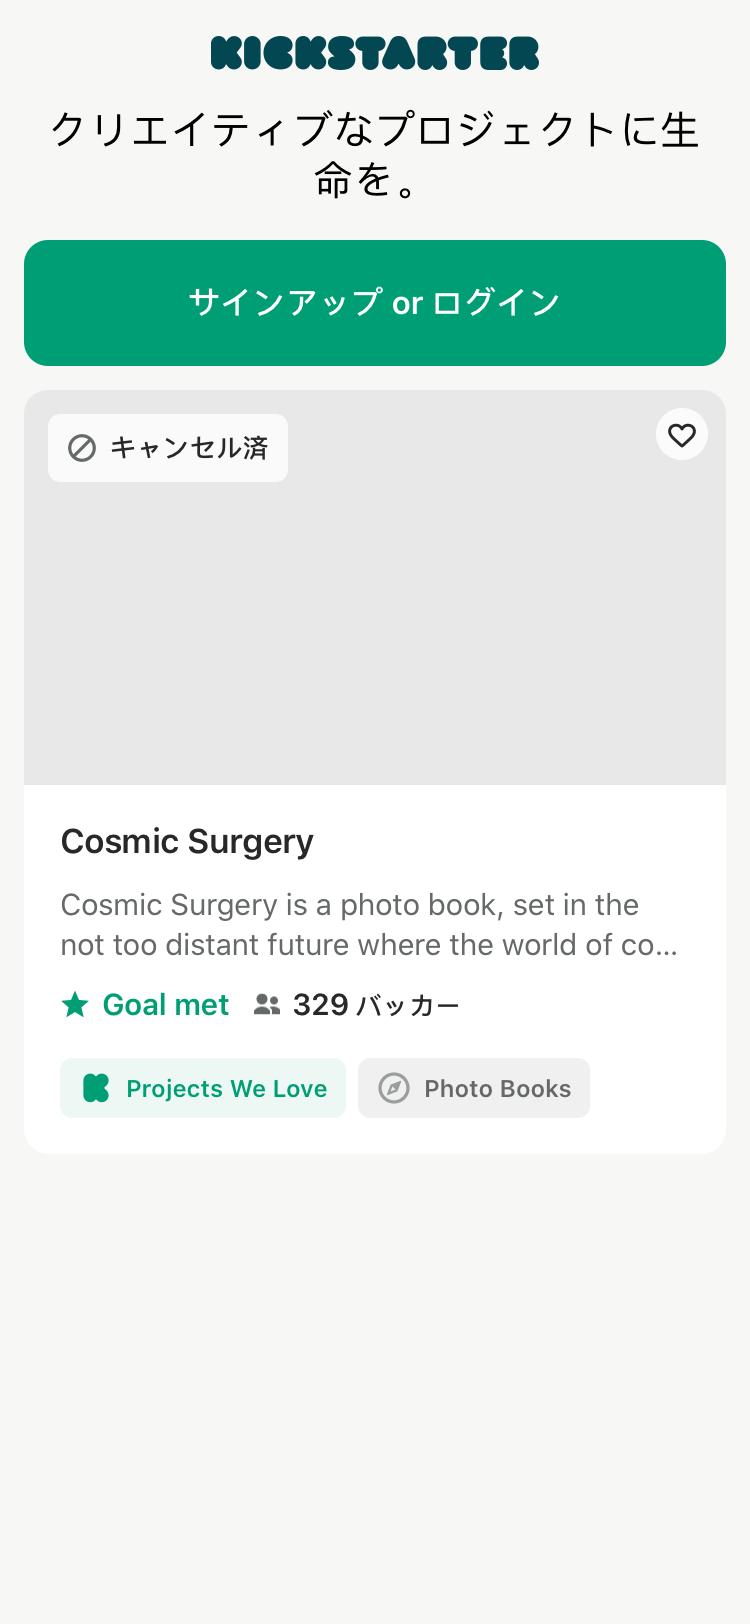 KICKSTARTER
クリエイティブなプロジェクトに生
命を。
サインアップ or ログイン
キャンセル済
Cosmic Surgery
Cosmic Surgery is a photo book, set in the
not too distant future where the world of co...
Goal met 329 バッカー
Projects We Love Photo Books